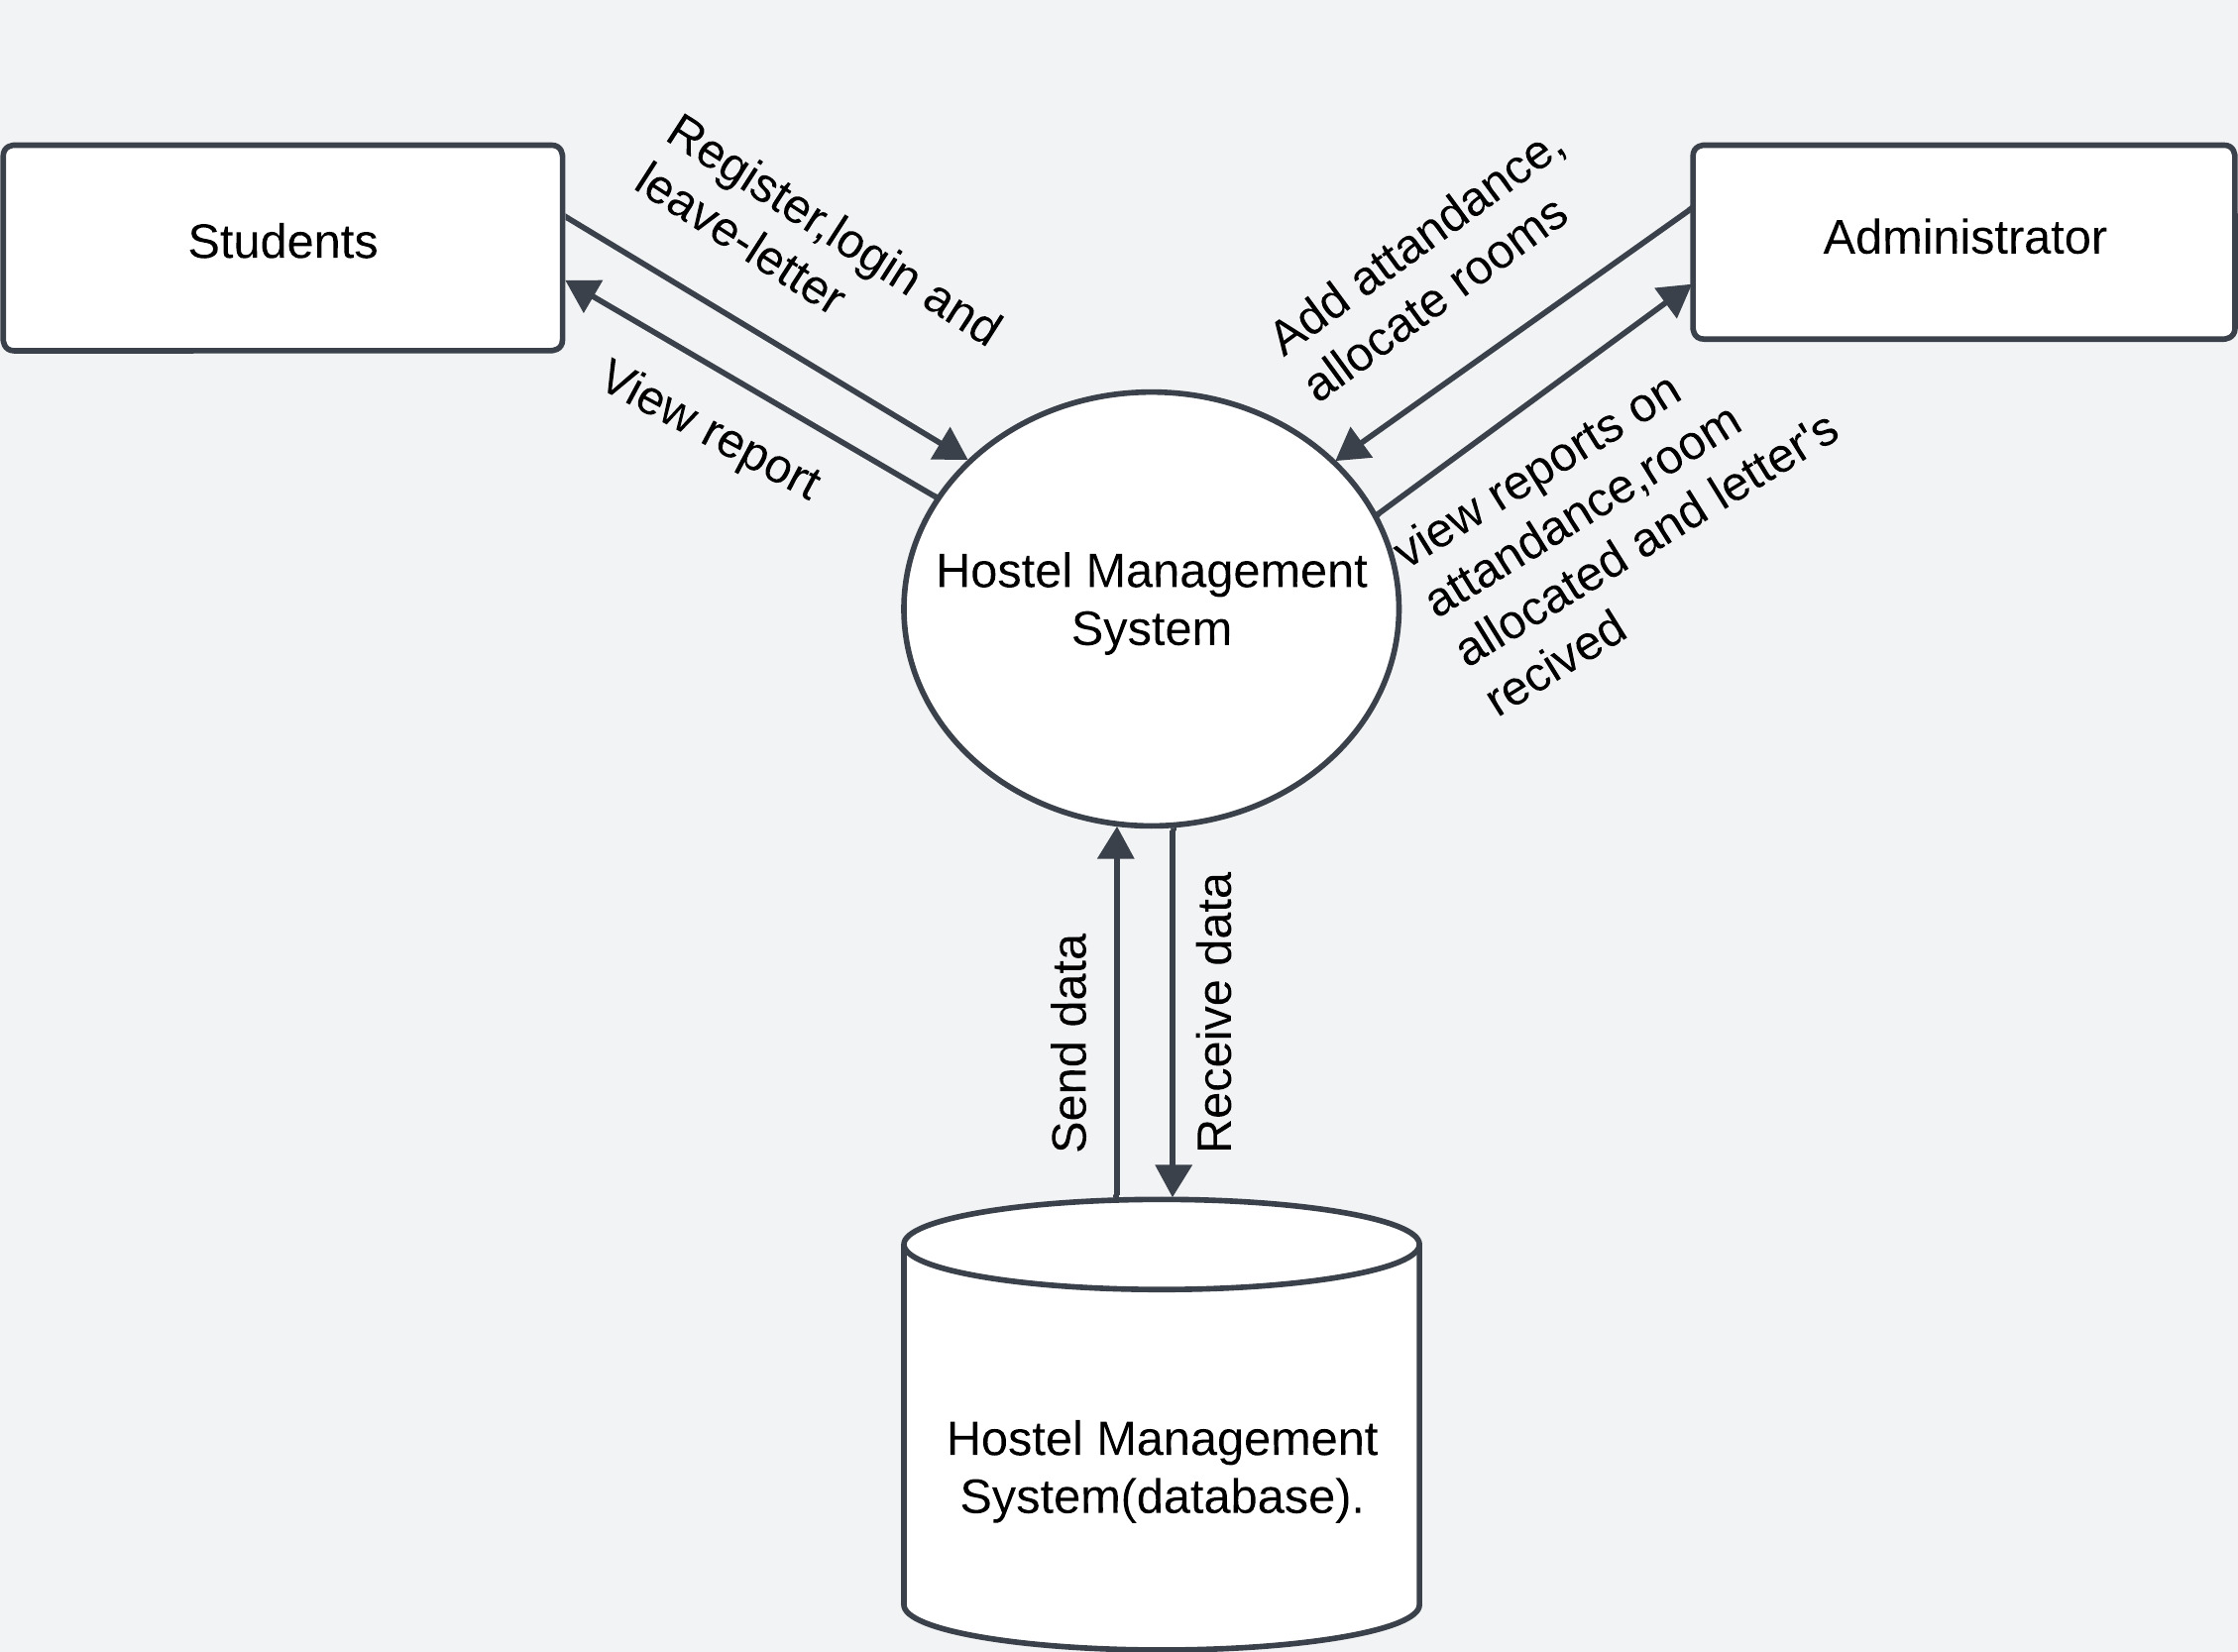 Students
Register,login and
leave-letter
View report
Add attandance,
allocate rooms
Administrator
view reports on
attandance,room
allocated and letter's
recived
Hostel Management
System
Send data
Receive data
Hostel Management
System(database).